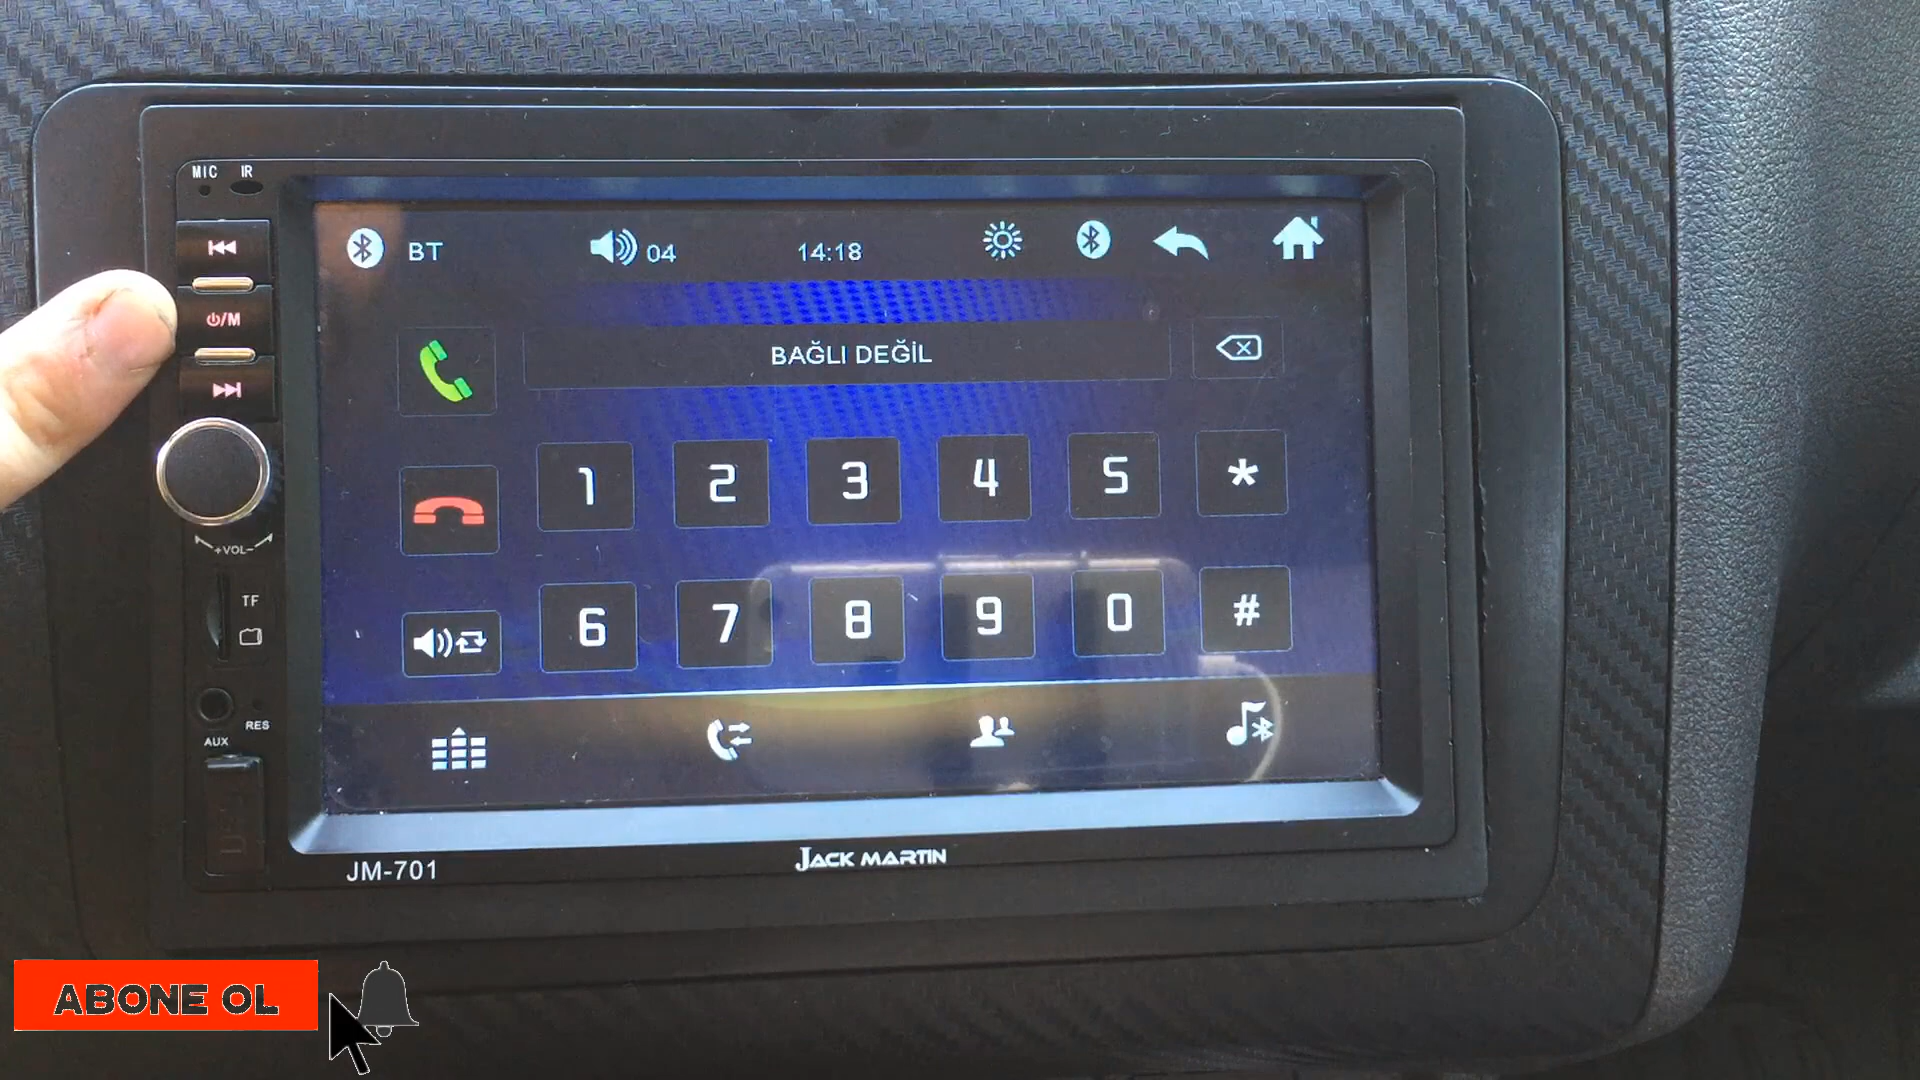 MIC IR
BT 04 14:18
⏻/M
BAĞLI DEĞİL
1 2 3 4 5 *
6 7 8 9 0 #
+VOL-
TF
RES
AUX
JM-701
JACK MARTIN
ABONE OL